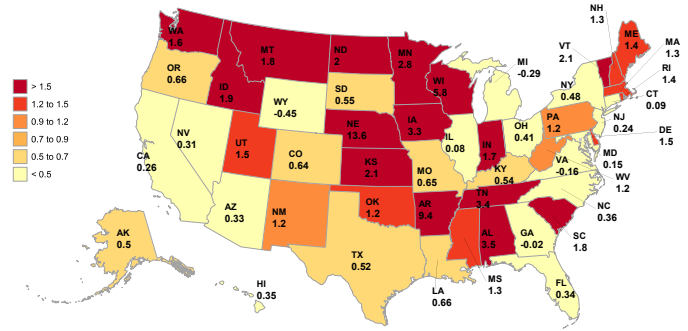 > 1.5
1.2 to 1.5
0.9 to 1.2
0.7 to 0.9
0.5 to 0.7
< 0.5
WA
1.6
OR
0.66
CA
0.26
NV
0.31
ID
1.9
MT
1.8
WY
-0.45
UT
1.5
AZ
0.33
CO
0.64
NM
1.2
ND
2
SD
0.55
NE
13.6
KS
2.1
OK
1.2
TX
0.52
MN
2.8
IA
3.3
MO
0.65
AR
9.4
LA
0.66
WI
5.8
IL
0.08
MI
-0.29
IN
1.7
OH
0.41
KY
0.54
TN
3.4
MS
1.3
AL
3.5
GA
-0.02
FL
0.34
SC
1.8
NC
0.36
VA
-0.16
WV
1.2
MD
0.15
DE
1.5
PA
1.2
NJ
0.24
NY
0.48
CT
0.09
RI
1.4
MA
1.3
VT
2.1
NH
1.3
ME
1.4
AK
0.5
HI
0.35